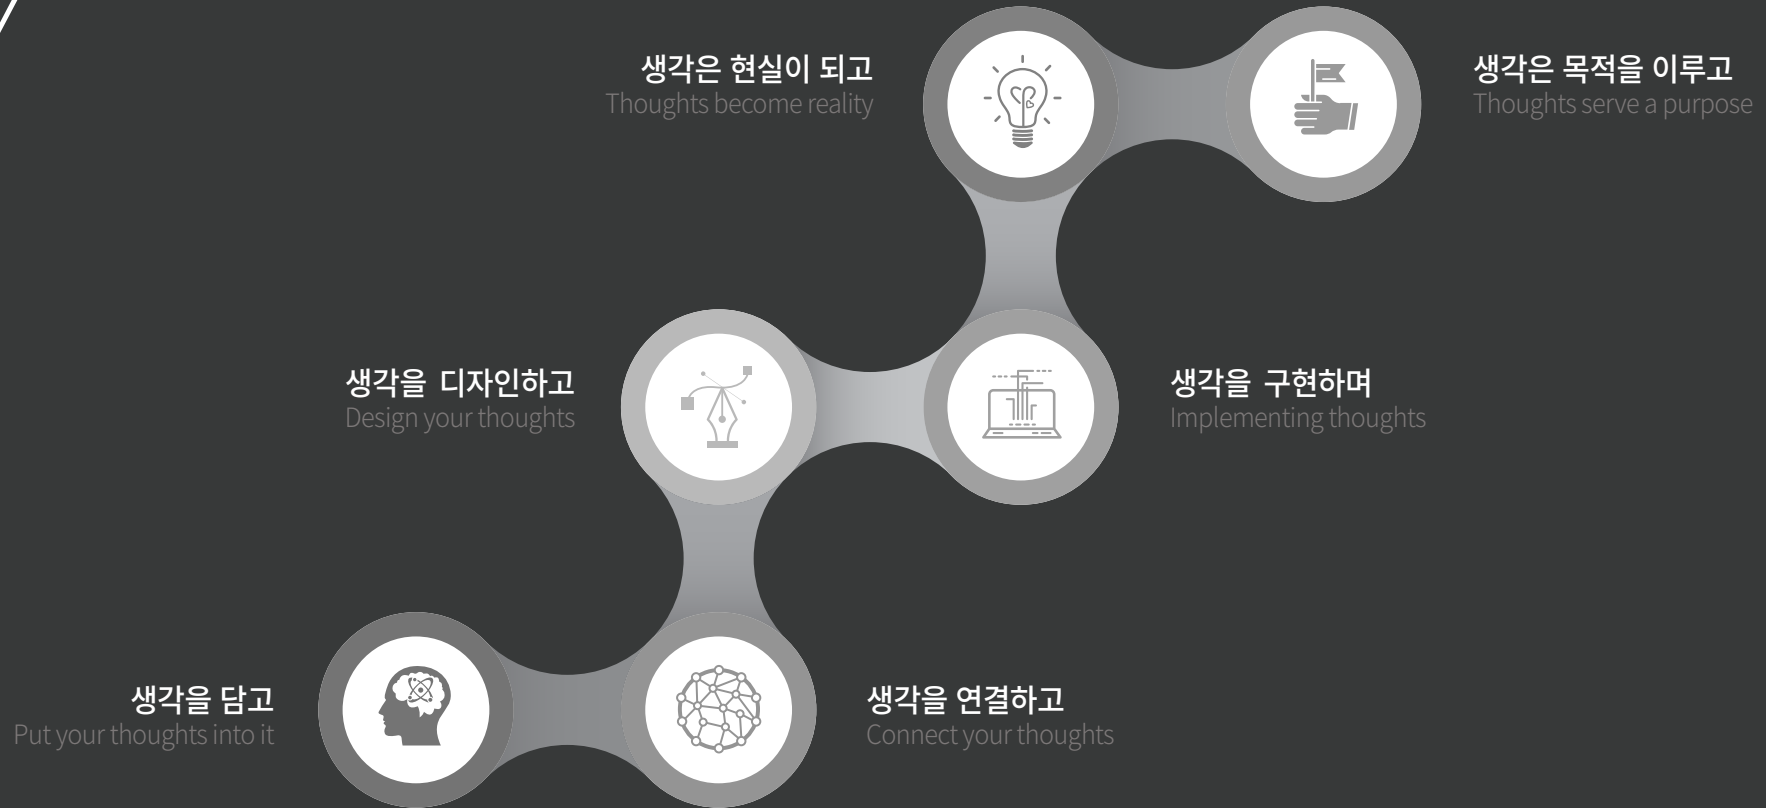 생각은 현실이 되고
Thoughts become reality
생각은 목적을 이루고
Thoughts serve a purpose
생각을 디자인하고
Design your thoughts
생각을 구현하며
Implementing thoughts
생각을 담고
Put your thoughts into it
생각을 연결하고
Connect your thoughts